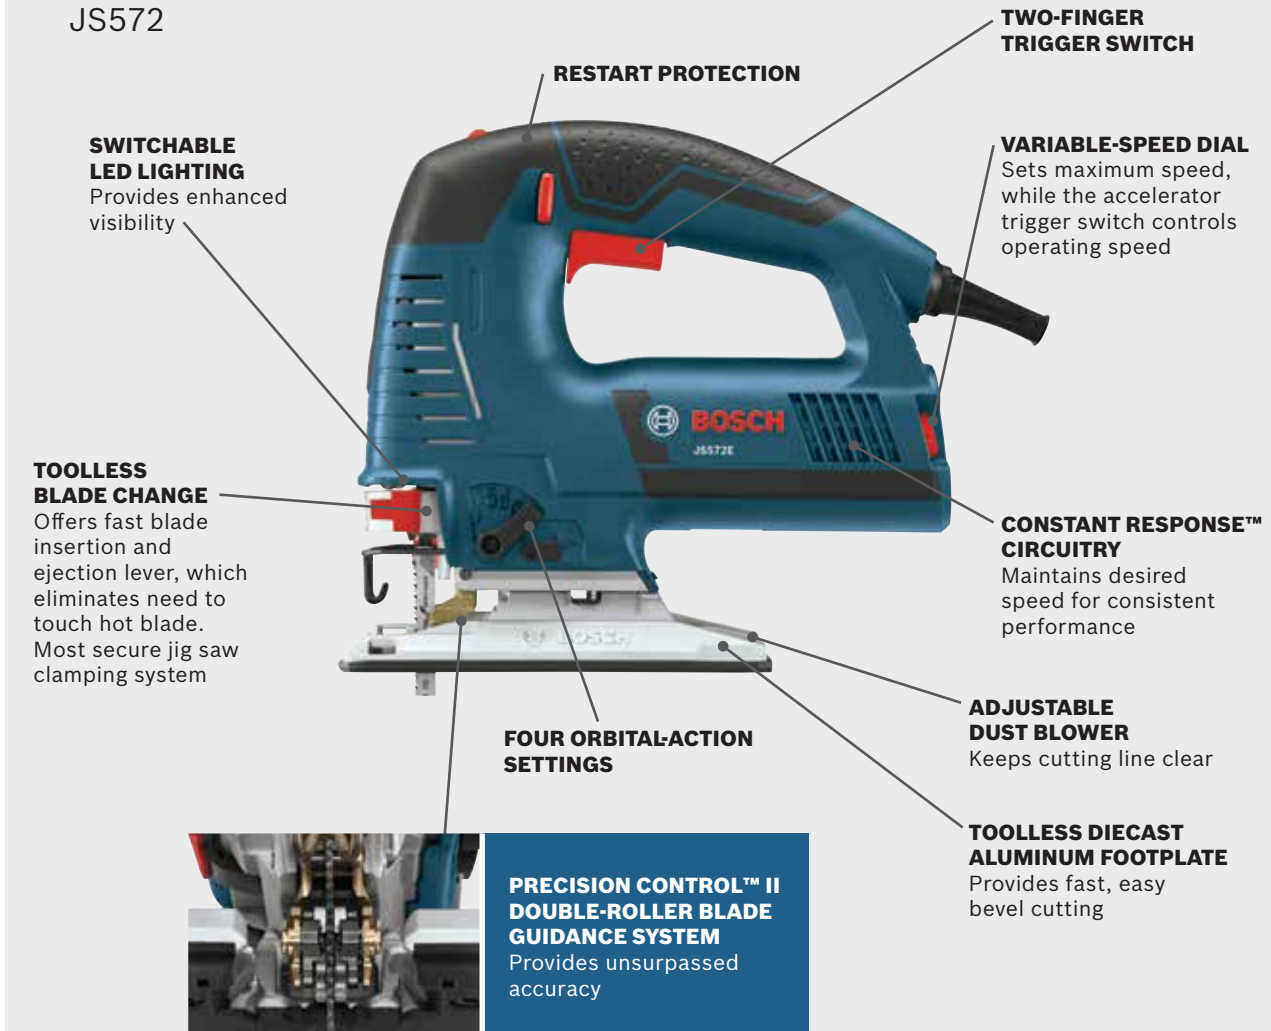 JS572
TWO-FINGER
TRIGGER SWITCH
RESTART PROTECTION
SWITCHABLE
LED LIGHTING
Provides enhanced
visibility
VARIABLE-SPEED DIAL
Sets maximum speed,
while the accelerator
trigger switch controls
operating speed
BOSCH
JS572E
TOOLLESS
BLADE CHANGE
Offers fast blade
insertion and
ejection lever, which
eliminates need to
touch hot blade.
Most secure jig saw
clamping system
CONSTANT RESPONSE™
CIRCUITRY
Maintains desired
speed for consistent
performance
BOSCH
ADJUSTABLE
DUST BLOWER
Keeps cutting line clear
FOUR ORBITAL-ACTION
SETTINGS
TOOLLESS DIECAST
ALUMINUM FOOTPLATE
Provides fast, easy
bevel cutting
PRECISION CONTROL™ II
DOUBLE-ROLLER BLADE
GUIDANCE SYSTEM
Provides unsurpassed
accuracy